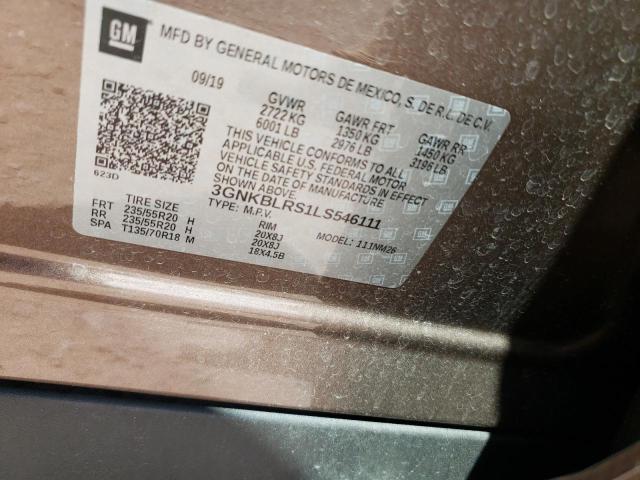 GM
MFD BY GENERAL MOTORS DE MEXICO, S. DE R.L. DE C.V.
09/19
GVWR GAWR FRT GAWR RR
2722 KG 1350 KG 1450 KG
6001 LB 2976 LB 3196 LB
THIS VEHICLE CONFORMS TO ALL
APPLICABLE U.S. FEDERAL MOTOR
VEHICLE SAFETY STANDARDS IN EFFECT
ON THE DATE OF MANUFACTURE
SHOWN ABOVE
623D
3GNKBLRS1LS546111
TYPE: M.P.V. MODEL: 111NM26
TIRE SIZE RIM
FRT 235/55R20 H 20X8J
RR 235/55R20 H 20X8J
SPA T135/70R18 M 18X4.5B